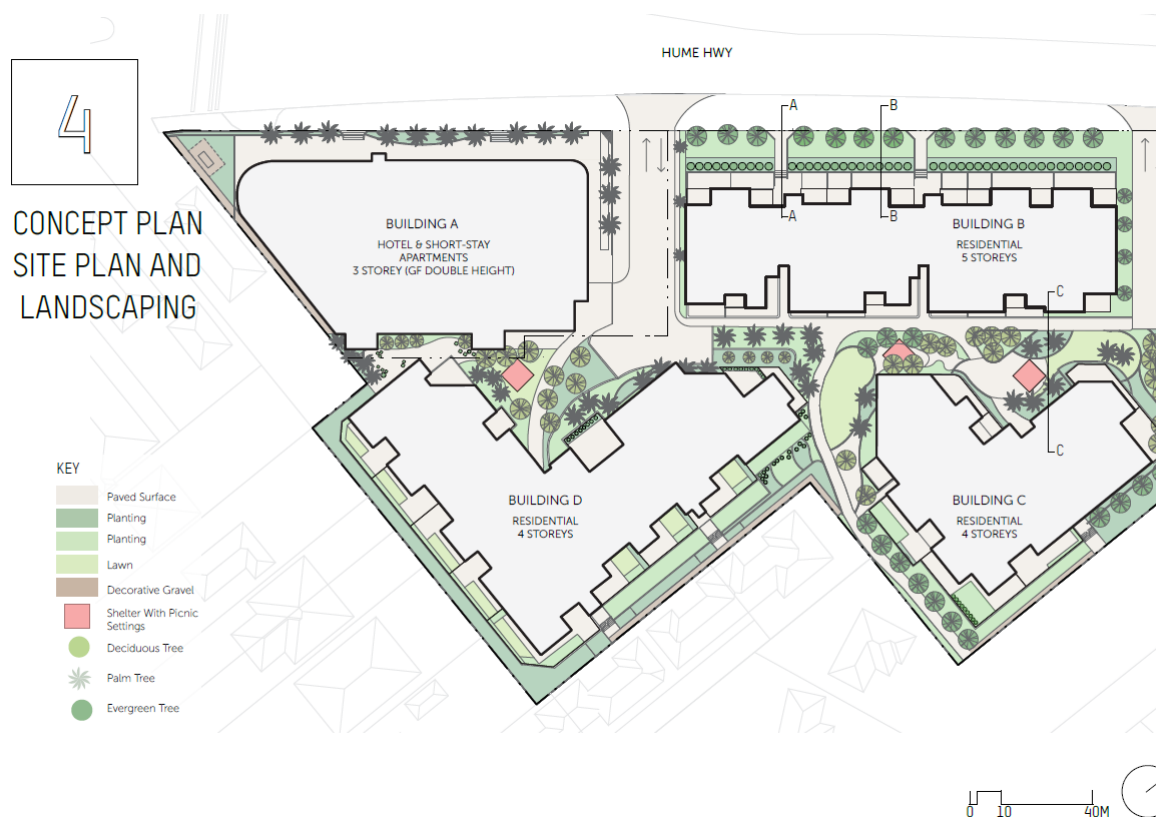 HUME HWY
4
CONCEPT PLAN
SITE PLAN AND
LANDSCAPING
A
B
A
B
BUILDING A
HOTEL & SHORT-STAY
APARTMENTS
3 STOREY (GF DOUBLE HEIGHT)
BUILDING B
RESIDENTIAL
5 STOREYS
C
C
BUILDING D
RESIDENTIAL
4 STOREYS
BUILDING C
RESIDENTIAL
4 STOREYS
KEY
Paved Surface
Planting
Planting
Lawn
Decorative Gravel
Shelter With Picnic
Settings
Deciduous Tree
Palm Tree
Evergreen Tree
0 10 40M